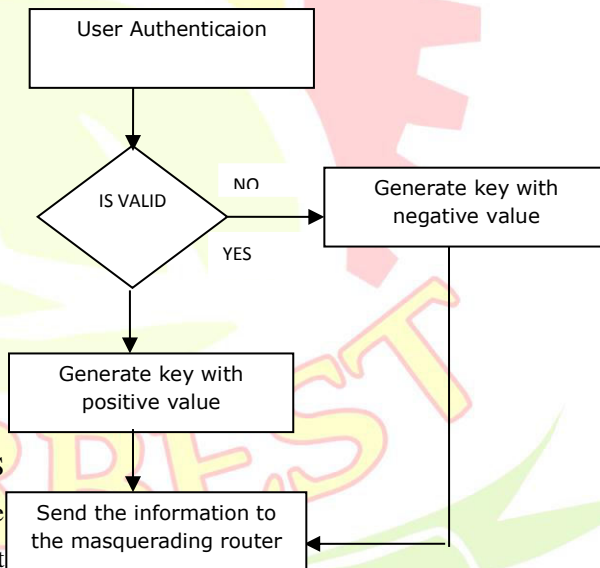 User Authenticaion
IS VALID
NO
YES
Generate key with
negative value
Generate key with
positive value
Send the information to
the masquerading router